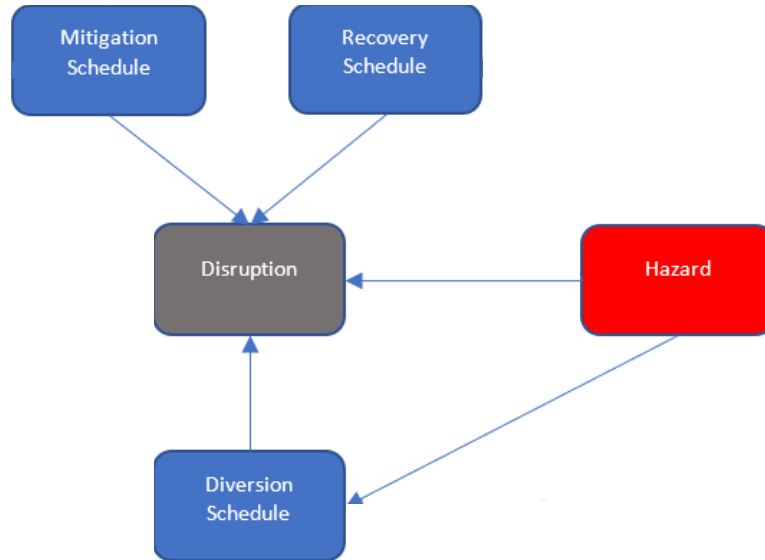 Mitigation
Schedule
Recovery
Schedule
Disruption
Hazard
Diversion
Schedule